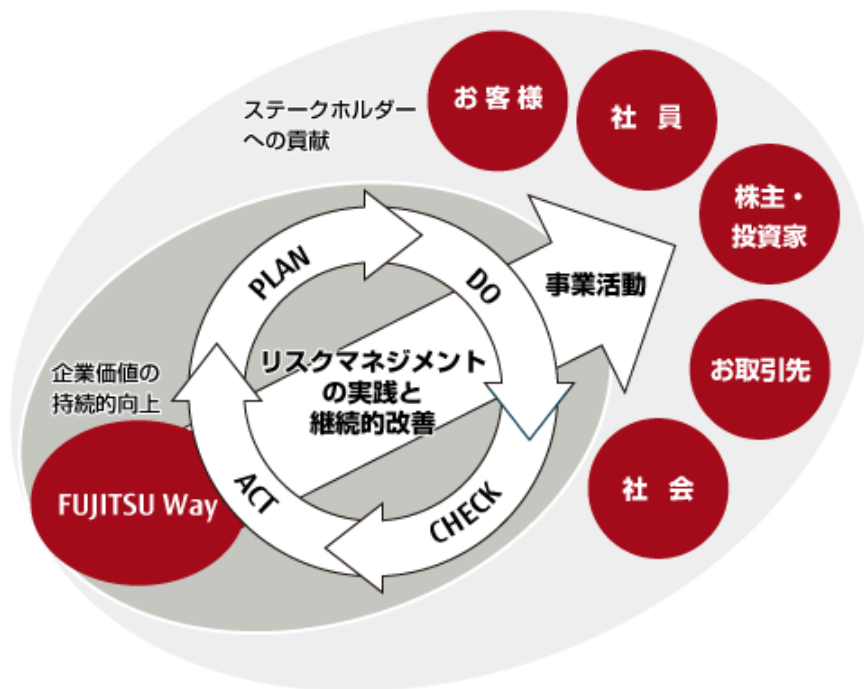 お客様
社員
ステークホルダー
への貢献
株主・
投資家
PLAN
DO
事業活動
リスクマネジメント
の実践と
継続的改善
企業価値の
持続的向上
お取引先
FUJITSU Way
ACT
CHECK
社会